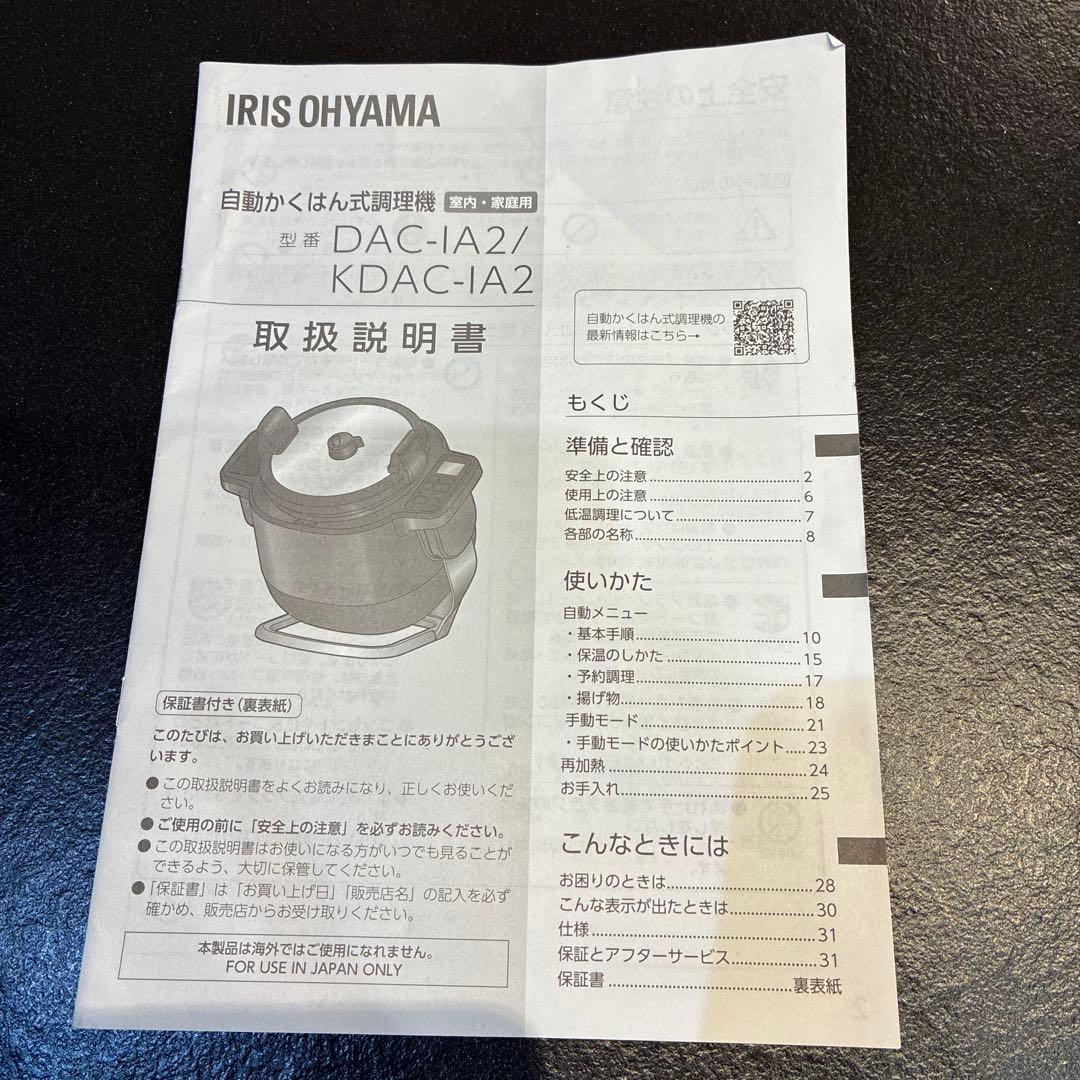 IRIS OHYAMA
自動かくはん式調理機 室内・家庭用
型番 DAC-IA2/
KDAC-IA2
取扱説明書
保証書付き(裏表紙)
このたびは、お買い上げいただきまことにありがとうござ
います。
●この取扱説明書をよくお読みになり、正しくお使いくだ
さい。
●ご使用の前に「安全上の注意」を必ずお読みください。
●この取扱説明書はお使いになる方がいつでも見ることが
できるよう、大切に保管してください。
●「保証書」は「お買い上げ日」「販売店名」の記入を必ず
確かめ、販売店からお受け取りください。
本製品は海外ではご使用になれません。
FOR USE IN JAPAN ONLY
自動かくはん式調理機の
最新情報はこちら→
もくじ
準備と確認
安全上の注意 2
使用上の注意 6
低温調理について 7
各部の名称 8
使いかた
自動メニュー
・基本手順 10
・保温のしかた 15
・予約調理 17
・揚げ物 18
手動モード 21
・手動モードの使いかたポイント 23
再加熱 24
お手入れ 25
こんなときには
お困りのときは 28
こんな表示が出たときは 30
仕様 31
保証とアフターサービス 31
保証書 裏表紙